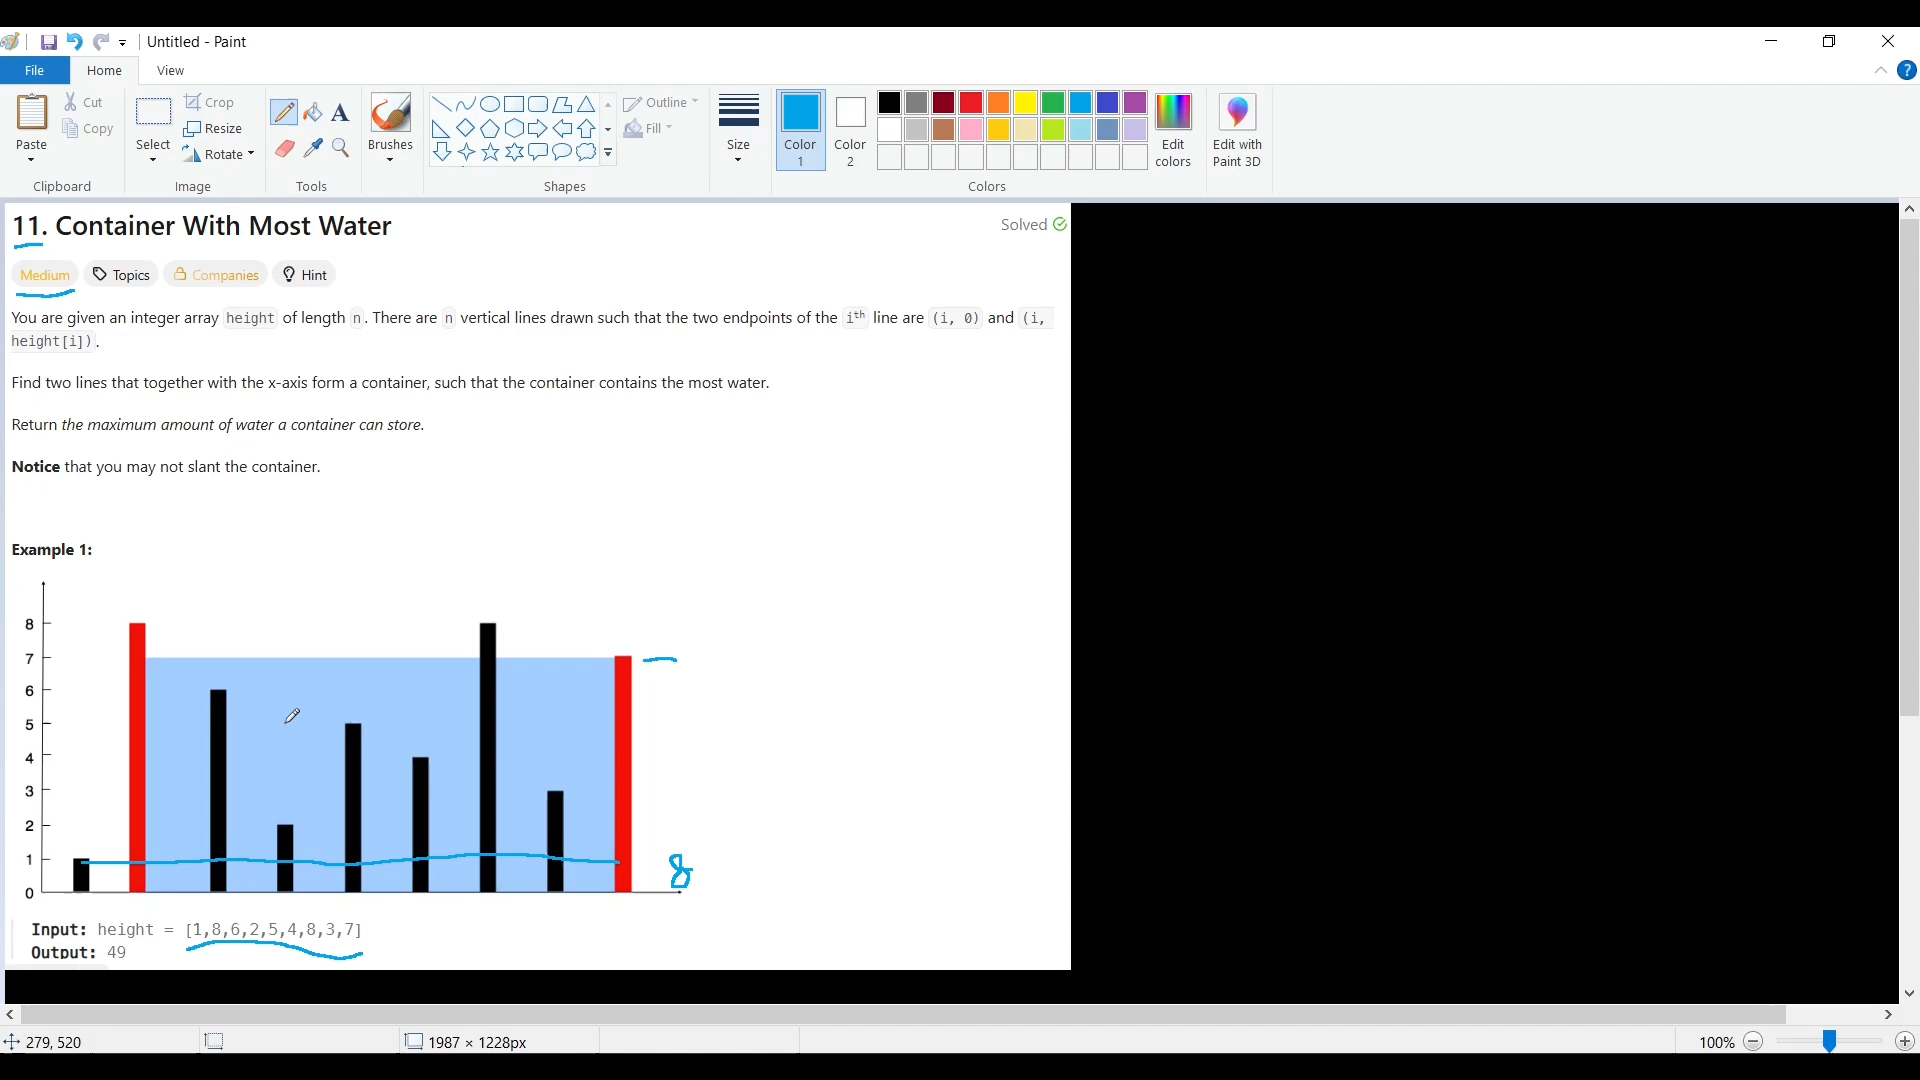 Untitled - Paint
File Home View
Paste Cut Copy Select Crop Resize Rotate A Brushes Outline Fill Size Color 1 Color 2 Edit colors Edit with Paint 3D
Clipboard Image Tools Shapes Colors
11. Container With Most Water Solved
Medium Topics Companies Hint
You are given an integer array height of length n. There are n vertical lines drawn such that the two endpoints of the ith line are (i, 0) and (i,
height[i]).
Find two lines that together with the x-axis form a container, such that the container contains the most water.
Return the maximum amount of water a container can store.
Notice that you may not slant the container.
Example 1:
8
7
6
5
4
3
2
1
8
0
Input: height = [1,8,6,2,5,4,8,3,7]
Output: 49
279, 520 1987 × 1228px 100%